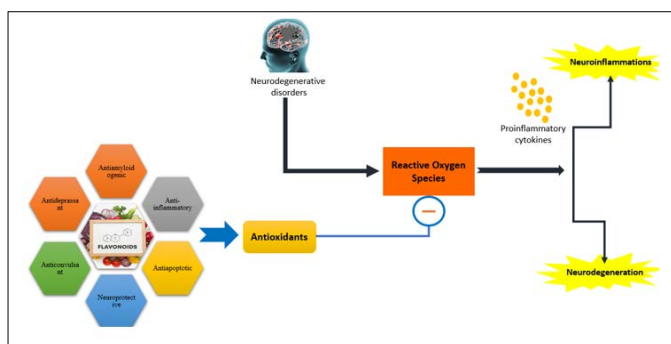 Neurodegenerative
disorders
Neuroinflammations
Proinflammatory
cytokines
Reactive Oxygen
Species
Antiamyloid
ogenic
Antidepressa
nt
Anti-
inflammatory
FLAVONOIDS
Anticonvulsa
nt
Antiapoptotic
Neuroprotect
ive
Antioxidants
Neurodegeneration